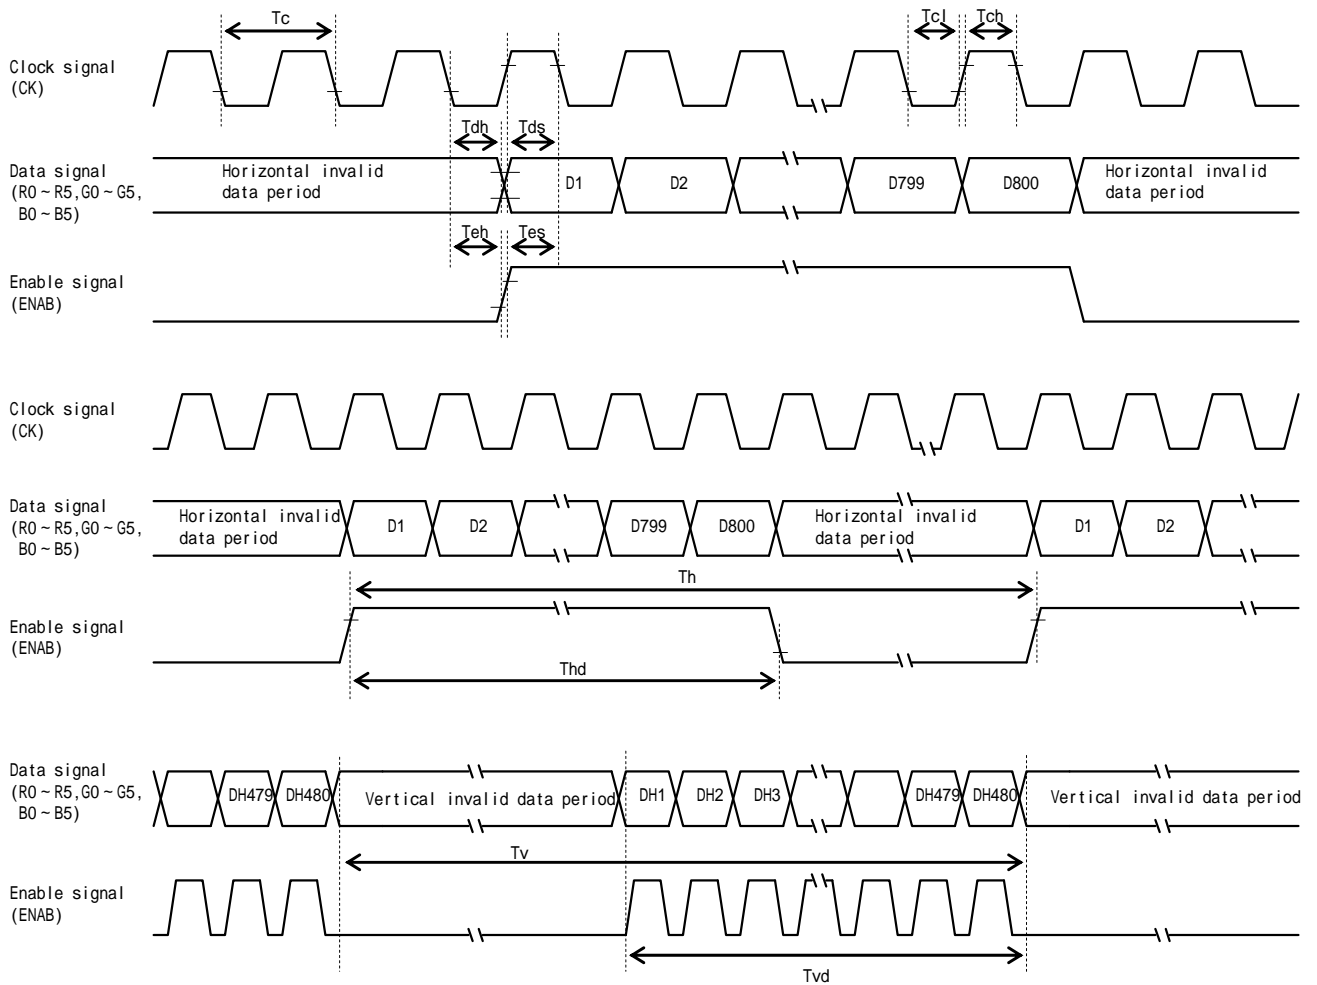 Tc
Tcl
Tch
Clock signal
(CK)
Tdh
Tds
Data signal
(R0~R5,G0~G5,
B0~B5)
Horizontal invalid
data period
D1
D2
D799
D800
Horizontal invalid
data period
Teh
Tes
Enable signal
(ENAB)
Clock signal
(CK)
Data signal
(R0~R5,G0~G5,
B0~B5)
Horizontal invalid
data period
D1
D2
D799
D800
Horizontal invalid
data period
D1
D2
Th
Enable signal
(ENAB)
Thd
Data signal
(R0~R5,G0~G5,
B0~B5)
DH479
DH480
Vertical invalid data period
DH1
DH2
DH3
DH479
DH480
Vertical invalid data period
Tv
Enable signal
(ENAB)
Tvd